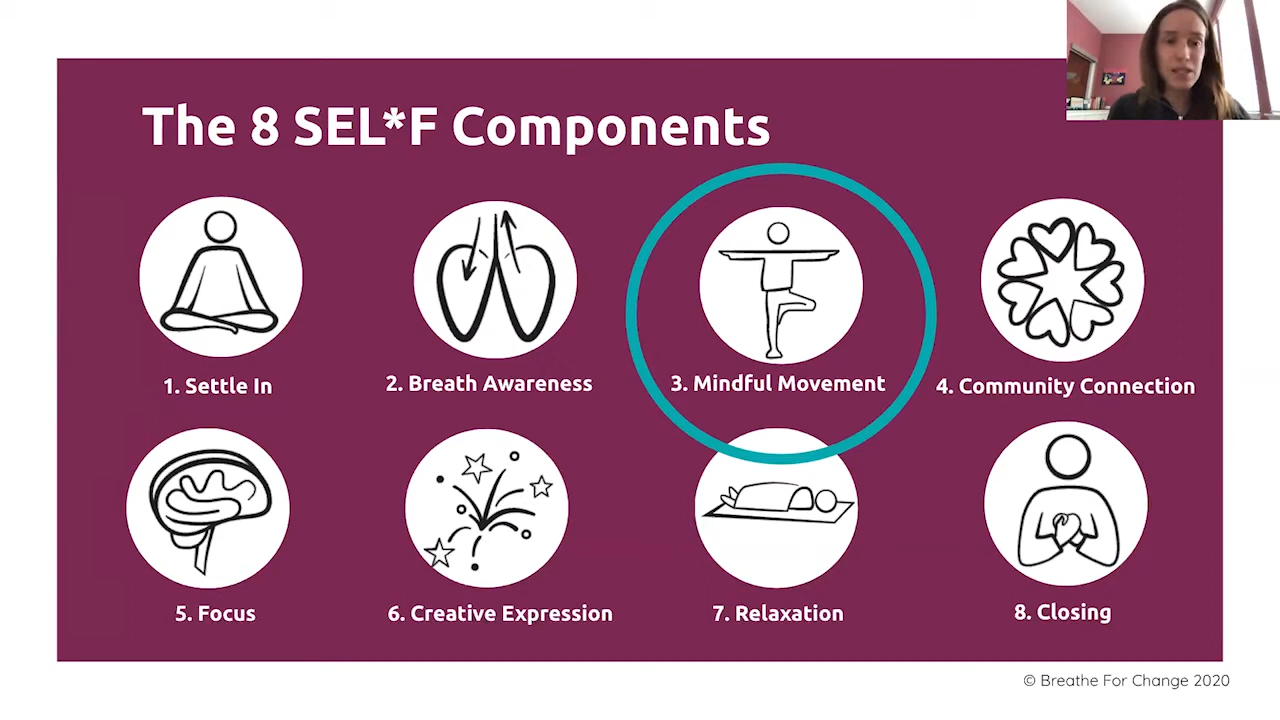 The 8 SEL*F Components
1. Settle In
2. Breath Awareness
3. Mindful Movement
4. Community Connection
5. Focus
6. Creative Expression
7. Relaxation
8. Closing
© Breathe For Change 2020